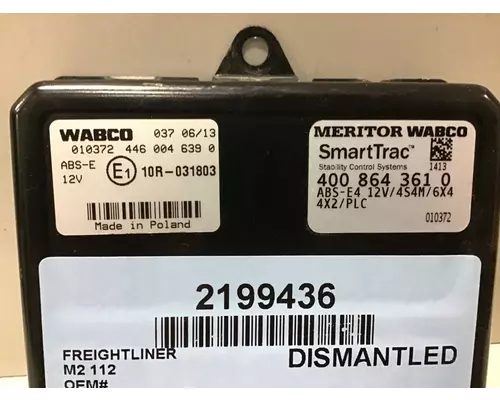 WABCO 037 06/13
010372 446 004 639 0
ABS-E
12V
E1 10R-031803
Made in Poland
MERITOR WABCO
SmartTrac™
Stability Control Systems 1413
400 864 361 0
ABS-E4 12V/4S4M/6X4
4X2/PLC
010372
2199436
FREIGHTLINER
M2 112
OEM#
DISMANTLED